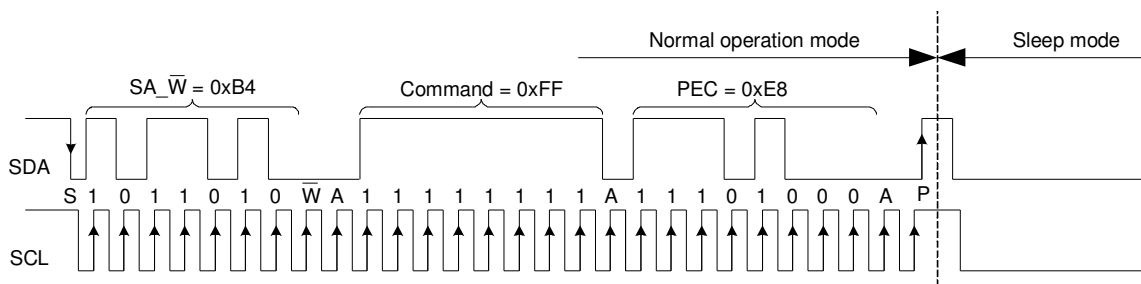 Normal operation mode Sleep mode
SA_W̅ = 0xB4 Command = 0xFF PEC = 0xE8
SDA
S 1 0 1 1 0 1 0 W̅ A 1 1 1 1 1 1 1 1 A 1 1 1 0 1 0 0 0 A P
SCL